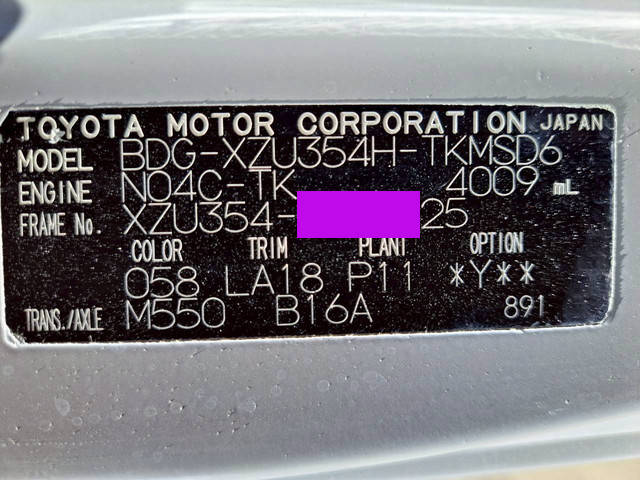 TOYOTA MOTOR CORPORATION JAPAN
MODEL BDG-XZU354H-TKMSD6
ENGINE N04C-TK 4009 mL
FRAME No. XZU354- 25
COLOR TRIM PLANT OPTION
058 LA18 P11 *Y**
TRANS./AXLE M550 B16A 891